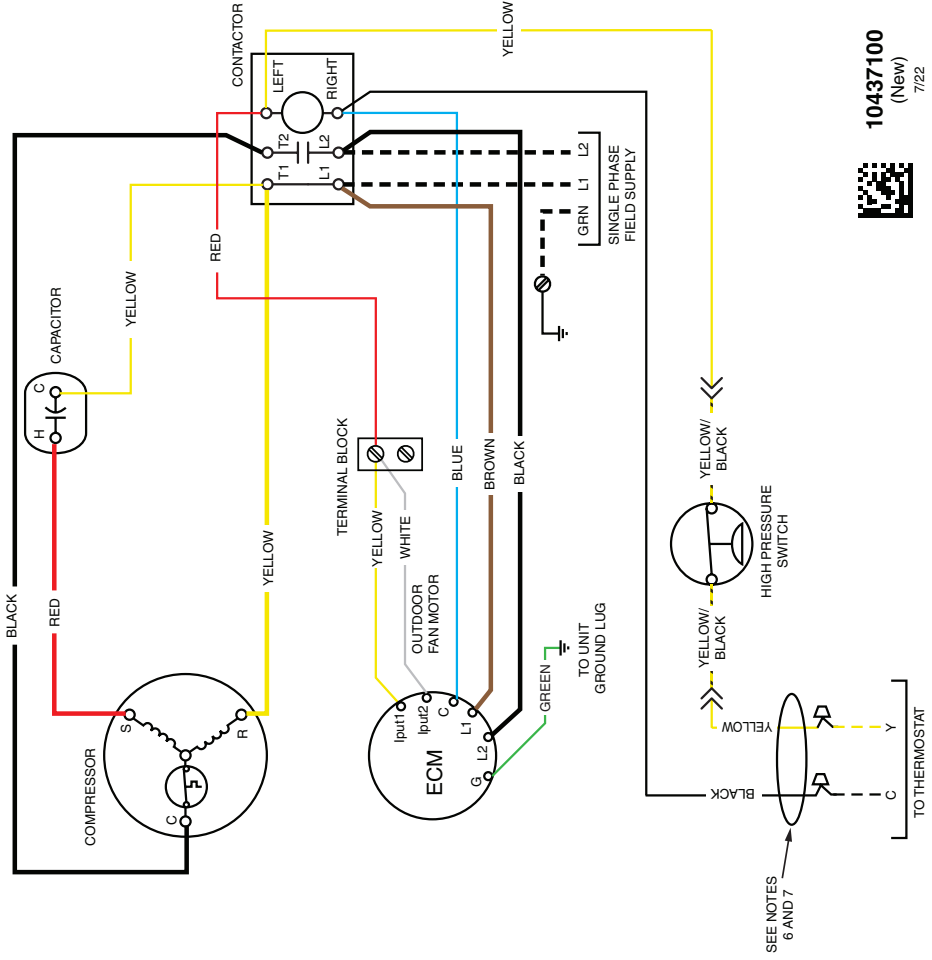 BLACK
RED
YELLOW
COMPRESSOR
S
R
C
CAPACITOR
H
C
YELLOW
RED
CONTACTOR
LEFT
RIGHT
T2
T1
L2
L1
YELLOW
L2
L1
GRN
SINGLE PHASE
FIELD SUPPLY
TERMINAL BLOCK
YELLOW
WHITE
BLUE
BROWN
BLACK
OUTDOOR
FAN MOTOR
ECM
Iput1
Iput2
C
L1
L2
G
GREEN
TO UNIT
GROUND LUG
YELLOW/
BLACK
HIGH PRESSURE
SWITCH
YELLOW/
BLACK
YELLOW
BLACK
Y
C
TO THERMOSTAT
SEE NOTES
6 AND 7
10437100
(New)
7/22